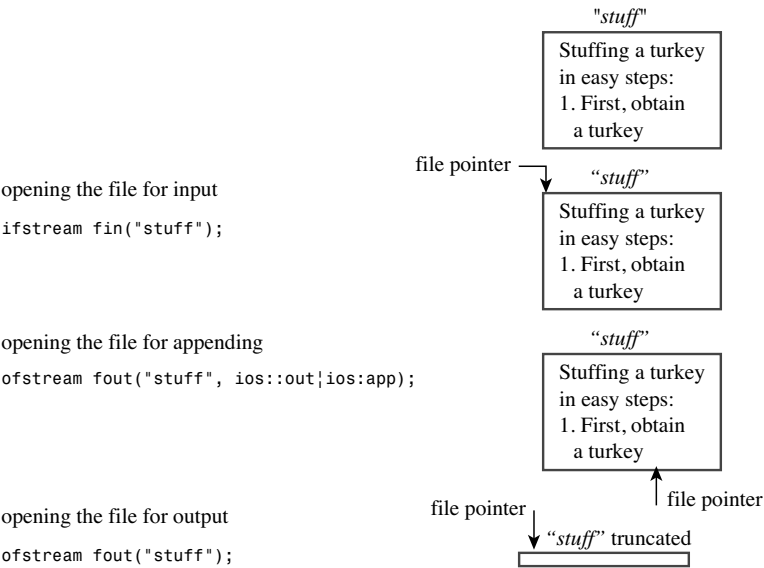 "stuff"
Stuffing a turkey
in easy steps:
1. First, obtain
a turkey
file pointer
opening the file for input
ifstream fin("stuff");
“stuff”
Stuffing a turkey
in easy steps:
1. First, obtain
a turkey
opening the file for appending
ofstream fout("stuff", ios::out¦ios:app);
“stuff”
Stuffing a turkey
in easy steps:
1. First, obtain
a turkey
file pointer
opening the file for output
ofstream fout("stuff");
file pointer
“stuff” truncated